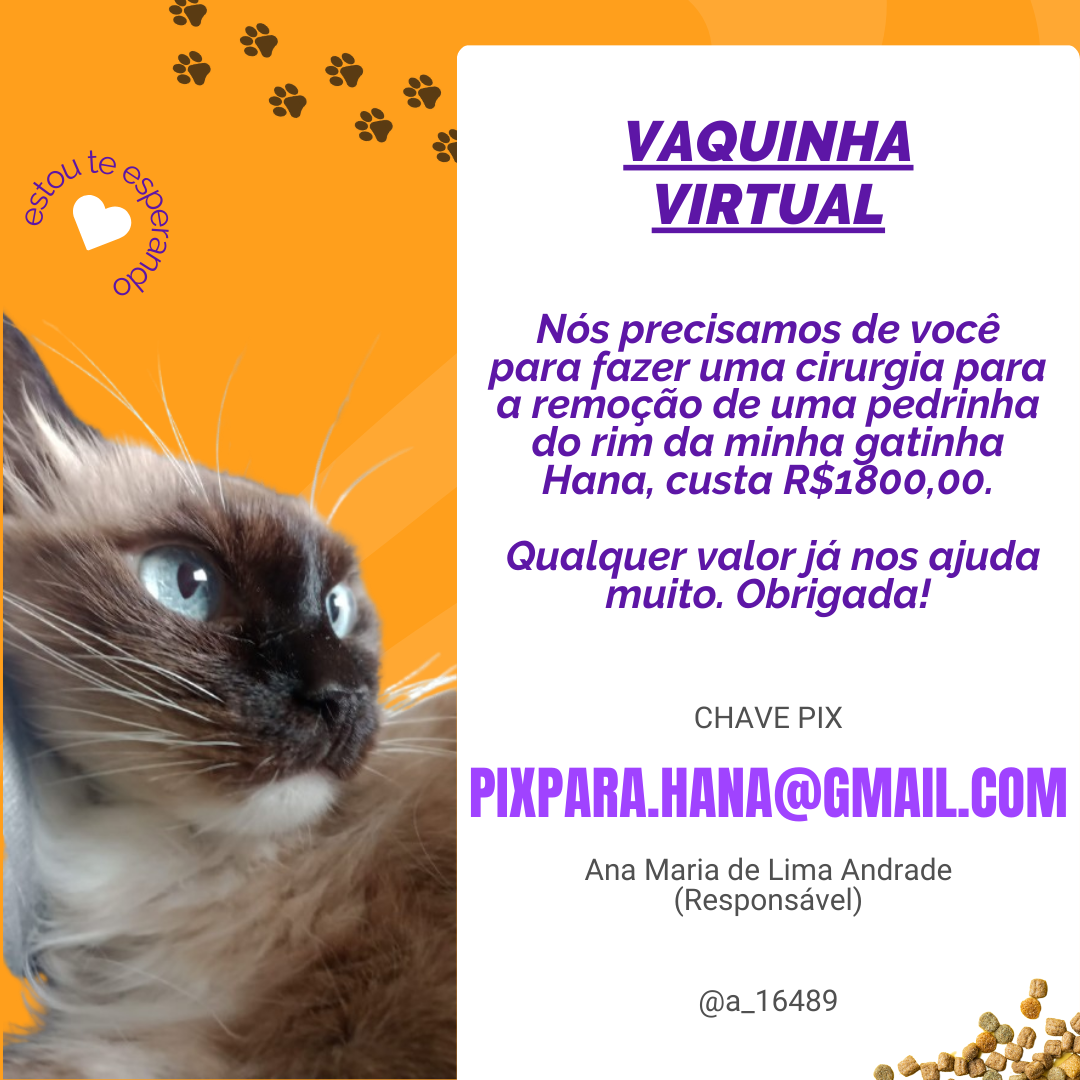 estou te esperando
VAQUINHA
VIRTUAL
Nós precisamos de você
para fazer uma cirurgia para
a remoção de uma pedrinha
do rim da minha gatinha
Hana, custa R$1800,00.
Qualquer valor já nos ajuda
muito. Obrigada!
CHAVE PIX
PIXPARA.HANA@GMAIL.COM
Ana Maria de Lima Andrade
(Responsável)
@a_16489